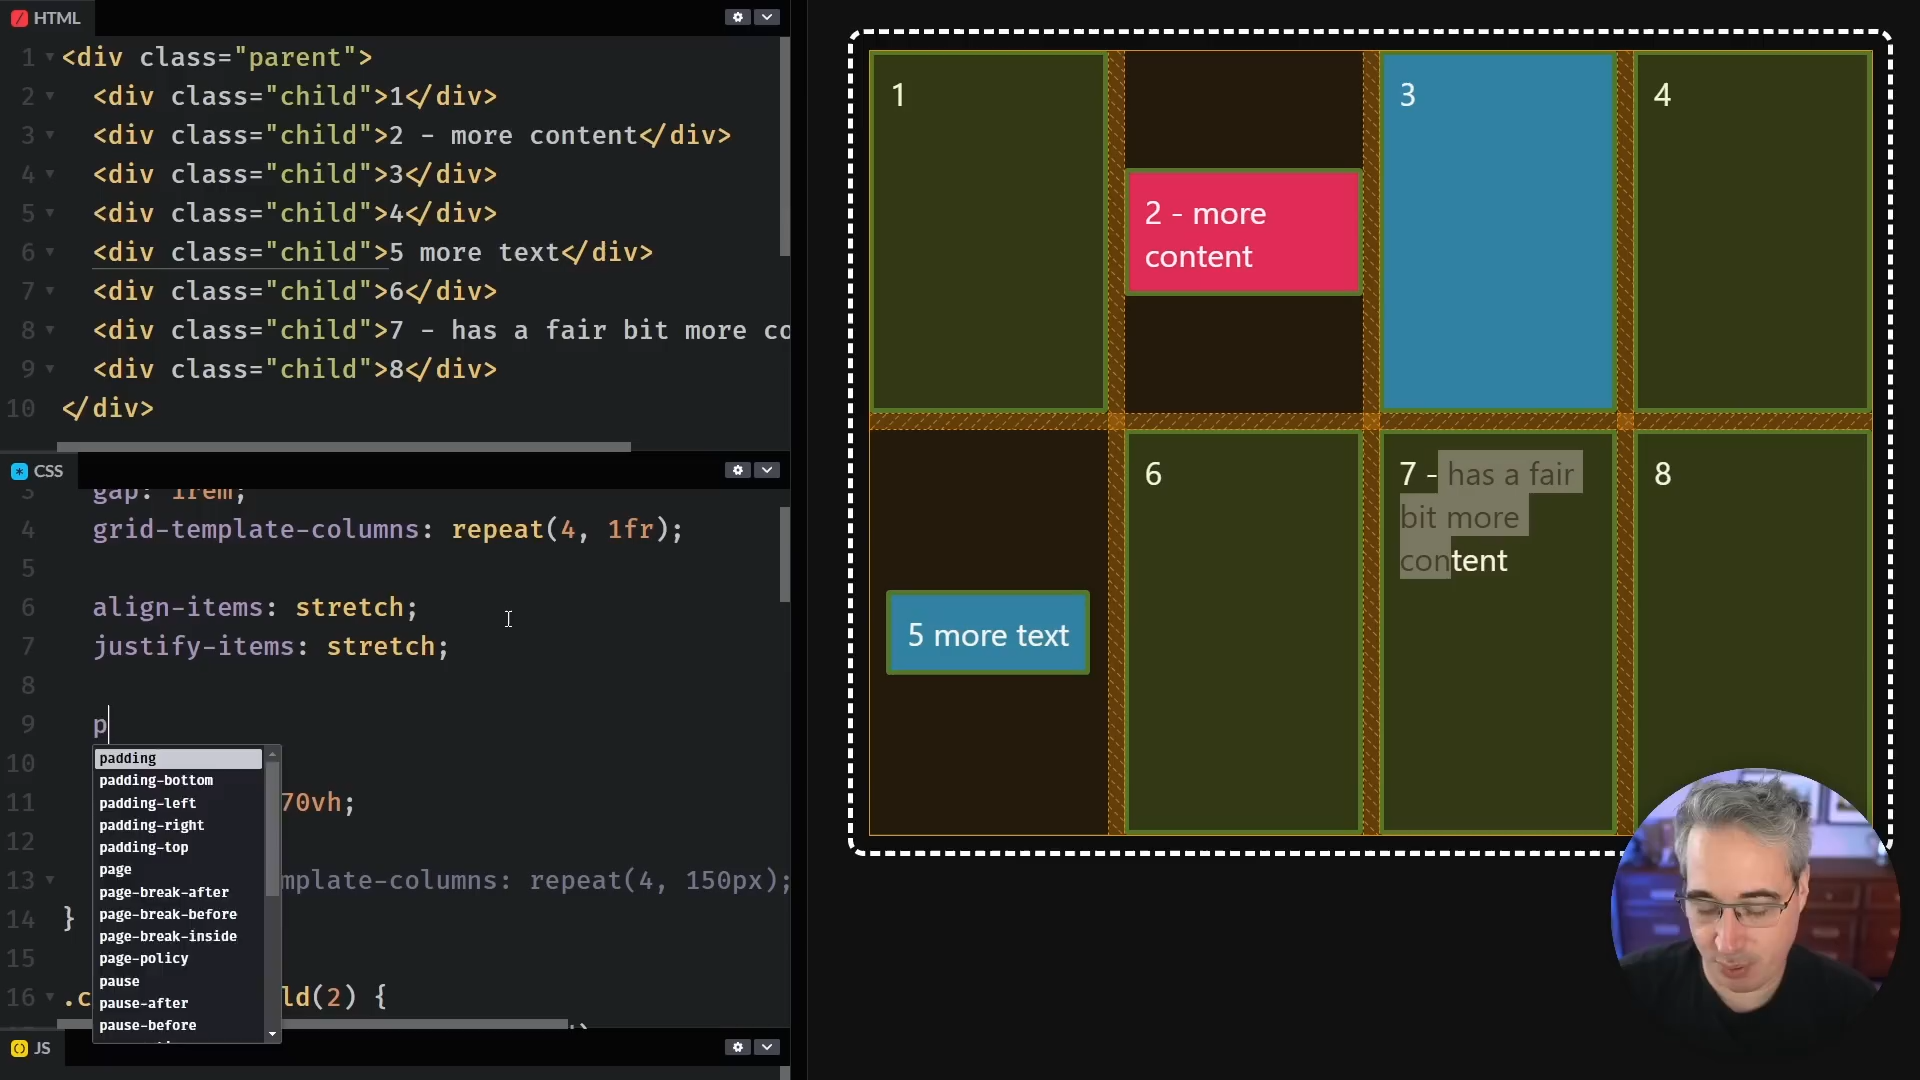 HTML
1 <div class="parent">
2 <div class="child">1</div>
3 <div class="child">2 - more content</div>
4 <div class="child">3</div>
5 <div class="child">4</div>
6 <div class="child">5 more text</div>
7 <div class="child">6</div>
8 <div class="child">7 - has a fair bit more co
9 <div class="child">8</div>
10 </div>
CSS
3 gap: 1rem;
4 grid-template-columns: repeat(4, 1fr);
5
6 align-items: stretch;
7 justify-items: stretch;
8
9 p
padding
10
padding-bottom
padding-left
11 70vh;
padding-right
12
padding-top
page
13 mplate-columns: repeat(4, 150px);
page-break-after
14 }
page-break-before
page-break-inside
15
page-policy
pause
16 .c ld(2) {
pause-after
pause-before
JS
1
2 - more
content
3
4
5 more text
6
7 - has a fair
bit more
content
8